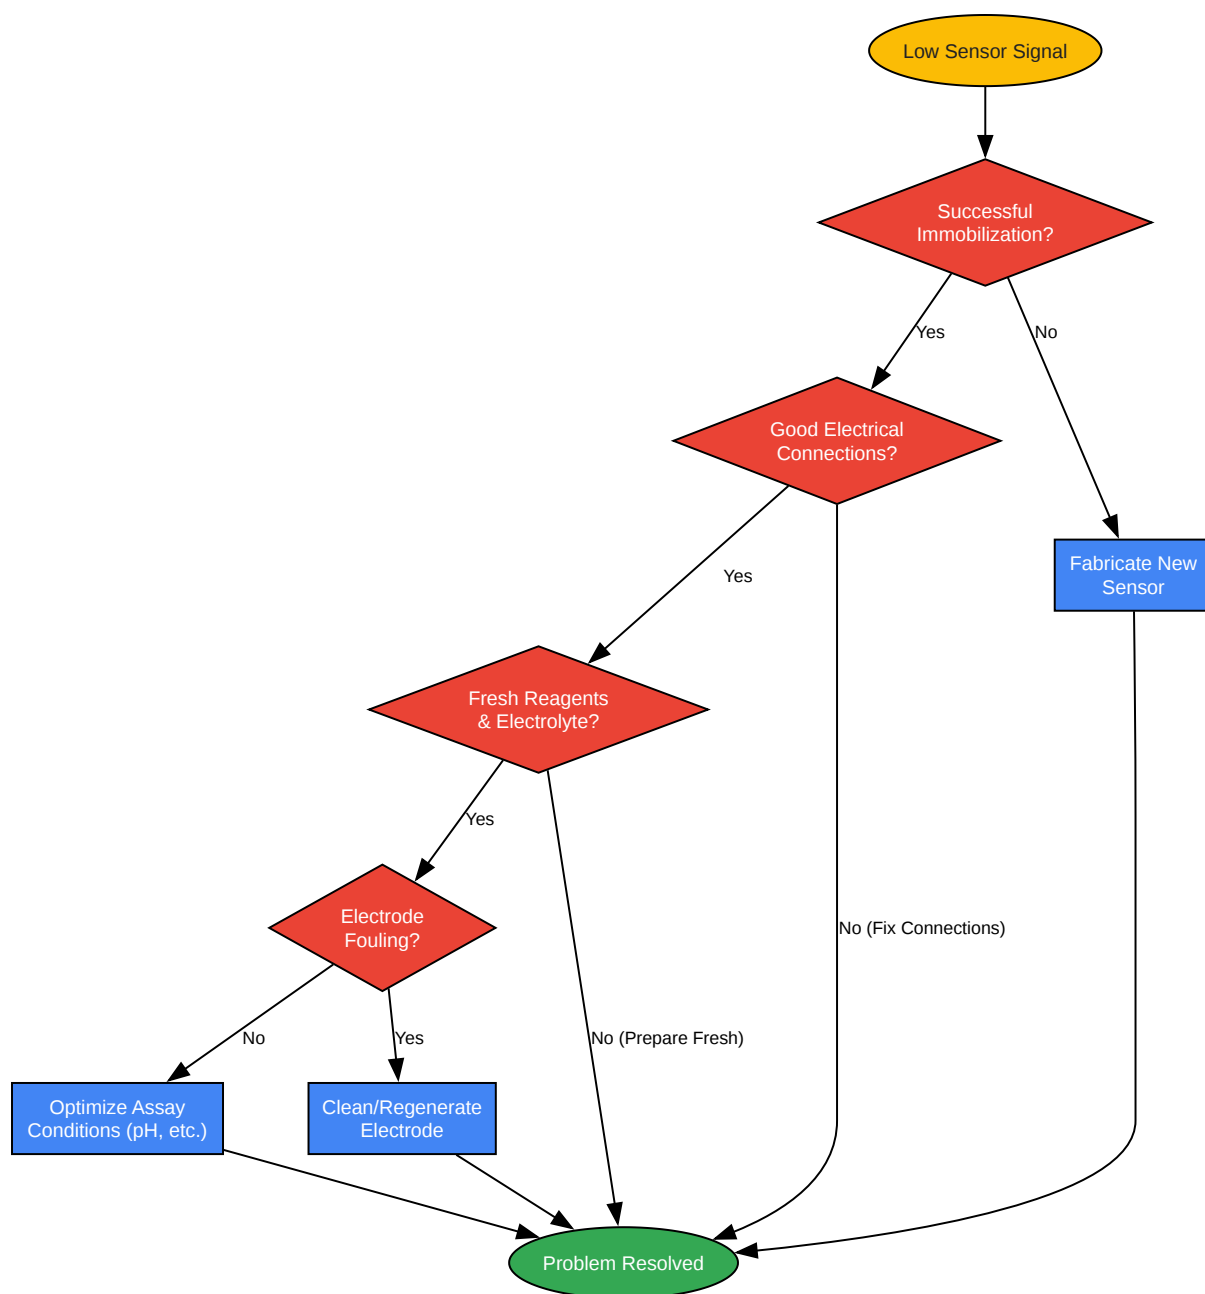 Low Sensor Signal
Successful
Immobilization?
Yes
No
Good Electrical
Connections?
Fabricate New
Sensor
Yes
Fresh Reagents
& Electrolyte?
Yes
Electrode
Fouling?
No (Fix Connections)
No
Yes
No (Prepare Fresh)
Optimize Assay
Conditions (pH, etc.)
Clean/Regenerate
Electrode
Problem Resolved